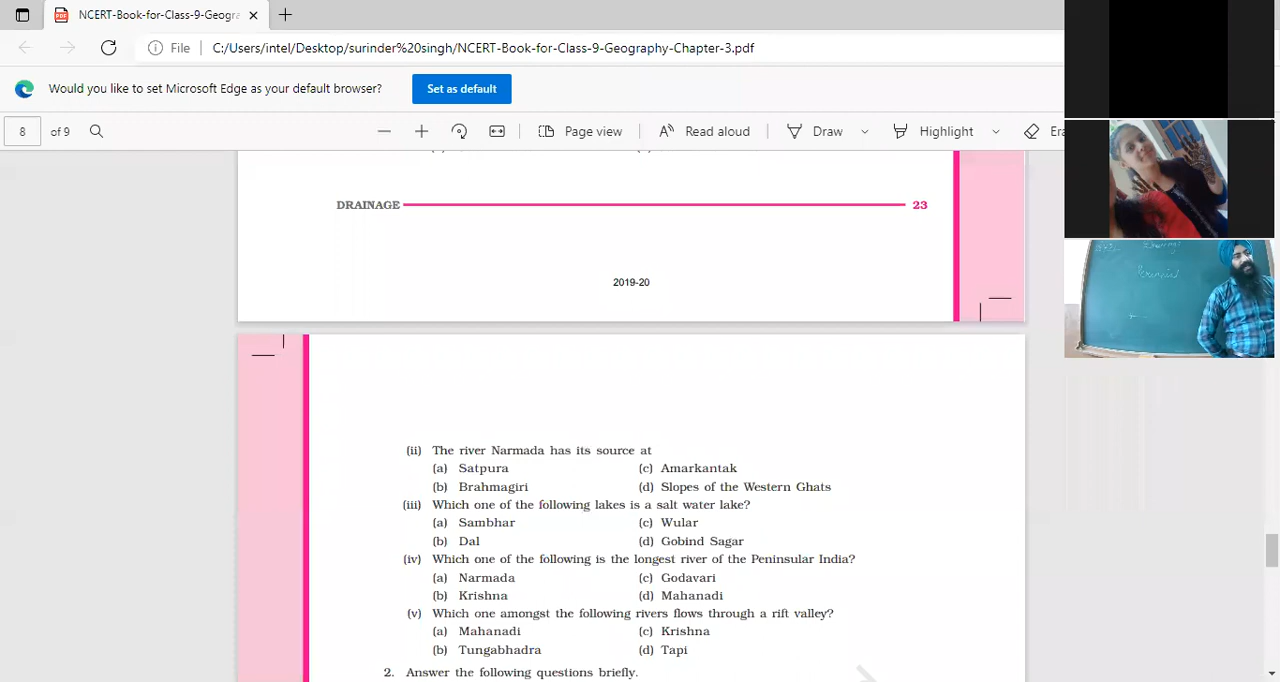 NCERT-Book-for-Class-9-Geogra
File
C:/Users/intel/Desktop/surinder%20singh/NCERT-Book-for-Class-9-Geography-Chapter-3.pdf
Would you like to set Microsoft Edge as your default browser?
Set as default
8 of 9
Page view
Read aloud
Draw
Highlight
Era
DRAINAGE 23
2019-20
(ii) The river Narmada has its source at
(a) Satpura (c) Amarkantak
(b) Brahmagiri (d) Slopes of the Western Ghats
(iii) Which one of the following lakes is a salt water lake?
(a) Sambhar (c) Wular
(b) Dal (d) Gobind Sagar
(iv) Which one of the following is the longest river of the Peninsular India?
(a) Narmada (c) Godavari
(b) Krishna (d) Mahanadi
(v) Which one amongst the following rivers flows through a rift valley?
(a) Mahanadi (c) Krishna
(b) Tungabhadra (d) Tapi
2. Answer the following questions briefly.